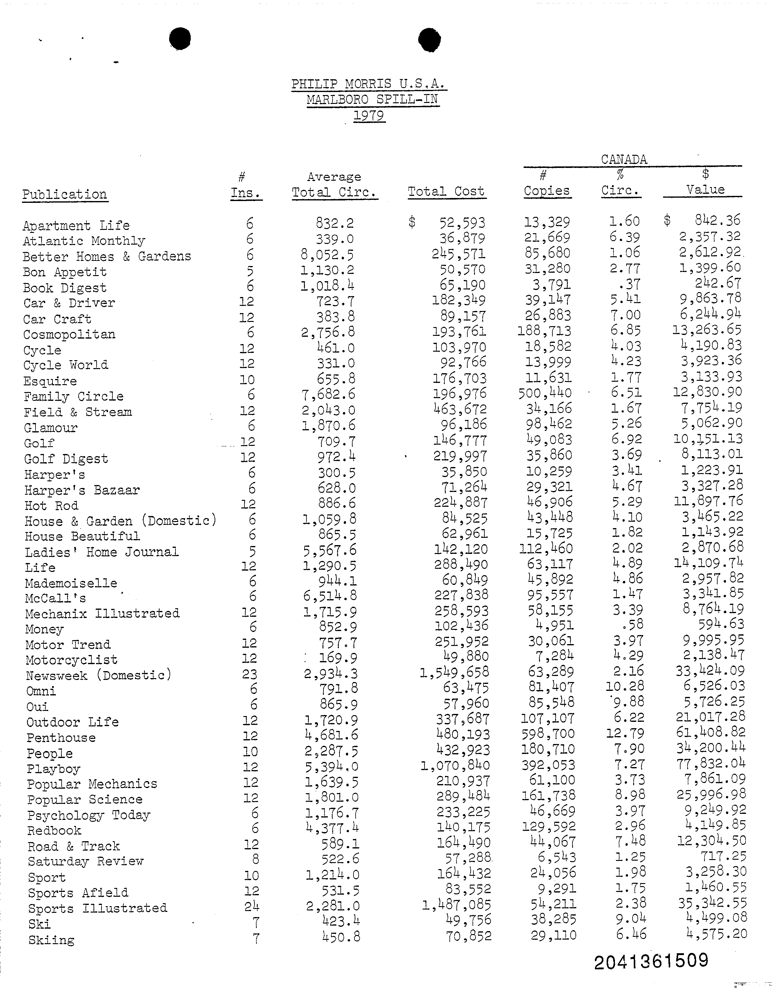 PHILIP MORRIS U.S.A.
MARLBORO SPILL-IN
1979
CANADA
# Average # % $
Publication Ins. Total Circ. Total Cost Copies Circ. Value
Apartment Life 6 832.2 $ 52,593 13,329 1.60 $ 842.36
Atlantic Monthly 6 339.0 36,879 21,669 6.39 2,357.32
Better Homes & Gardens 6 8,052.5 245,571 85,680 1.06 2,612.92
Bon Appetit 5 1,130.2 50,570 31,280 2.77 1,399.60
Book Digest 6 1,018.4 65,190 3,791 .37 242.67
Car & Driver 12 723.7 182,349 39,147 5.41 9,863.78
Car Craft 12 383.8 89,157 26,883 7.00 6,244.94
Cosmopolitan 6 2,756.8 193,761 188,713 6.85 13,263.65
Cycle 12 461.0 103,970 18,582 4.03 4,190.83
Cycle World 12 331.0 92,766 13,999 4.23 3,923.36
Esquire 10 655.8 176,703 11,631 1.77 3,133.93
Family Circle 6 7,682.6 196,976 500,440 6.51 12,830.90
Field & Stream 12 2,043.0 463,672 34,166 1.67 7,754.19
Glamour 6 1,870.6 96,186 98,462 5.26 5,062.90
Golf 12 709.7 146,777 49,083 6.92 10,151.13
Golf Digest 12 972.4 219,997 35,860 3.69 8,113.01
Harper's 6 300.5 35,850 10,259 3.41 1,223.91
Harper's Bazaar 6 628.0 71,264 29,321 4.67 3,327.28
Hot Rod 12 886.6 224,887 46,906 5.29 11,897.76
House & Garden (Domestic) 6 1,059.8 84,525 43,448 4.10 3,465.22
House Beautiful 6 865.5 62,961 15,725 1.82 1,143.92
Ladies' Home Journal 5 5,567.6 142,120 112,460 2.02 2,870.68
Life 12 1,290.5 288,490 63,117 4.89 14,109.74
Mademoiselle 6 944.1 60,849 45,892 4.86 2,957.82
McCall's 6 6,514.8 227,838 95,557 1.47 3,341.85
Mechanix Illustrated 12 1,715.9 258,593 58,155 3.39 8,764.19
Money 6 852.9 102,436 4,951 .58 594.63
Motor Trend 12 757.7 251,952 30,061 3.97 9,995.95
Motorcyclist 12 169.9 49,880 7,284 4.29 2,138.47
Newsweek (Domestic) 23 2,934.3 1,549,658 63,289 2.16 33,424.09
Omni 6 791.8 63,475 81,407 10.28 6,526.03
Oui 6 865.9 57,960 85,548 9.88 5,726.25
Outdoor Life 12 1,720.9 337,687 107,107 6.22 21,017.28
Penthouse 12 4,681.6 480,193 598,700 12.79 61,408.82
People 10 2,287.5 432,923 180,710 7.90 34,200.44
Playboy 12 5,394.0 1,070,840 392,053 7.27 77,832.04
Popular Mechanics 12 1,639.5 210,937 61,100 3.73 7,861.09
Popular Science 12 1,801.0 289,484 161,738 8.98 25,996.98
Psychology Today 6 1,176.7 233,225 46,669 3.97 9,249.92
Redbook 6 4,377.4 140,175 129,592 2.96 4,149.85
Road & Track 12 589.1 164,490 44,067 7.48 12,304.50
Saturday Review 8 522.6 57,288 6,543 1.25 717.25
Sport 10 1,214.0 164,432 24,056 1.98 3,258.30
Sports Afield 12 531.5 83,552 9,291 1.75 1,460.55
Sports Illustrated 24 2,281.0 1,487,085 54,211 2.38 35,342.55
Ski 7 423.4 49,756 38,285 9.04 4,499.08
Skiing 7 450.8 70,852 29,110 6.46 4,575.20
2041361509